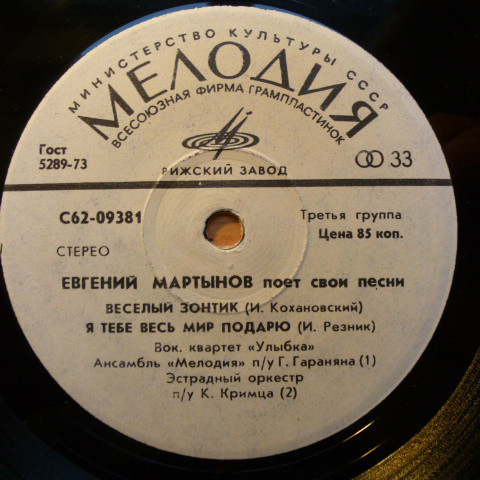 МИНИСТЕРСТВО КУЛЬТУРЫ СССР
МЕЛОДИЯ
ВСЕСОЮЗНАЯ ФИРМА ГРАМПЛАСТИНОК
Гост
5289-73
33
РИЖСКИЙ ЗАВОД
С62-09381
Третья группа
Цена 85 коп.
СТЕРЕО
ЕВГЕНИЙ МАРТЫНОВ поет свои песни
ВЕСЕЛЫЙ ЗОНТИК (И. Кохановский)
Я ТЕБЕ ВЕСЬ МИР ПОДАРЮ (И. Резник)
Вок. квартет «Улыбка»
Ансамбль «Мелодия» п/у Г. Гараняна (1)
Эстрадный оркестр
п/у К. Кримца (2)